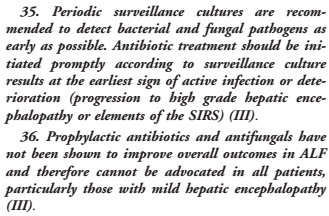 35. Periodic surveillance cultures are recom-
mended to detect bacterial and fungal pathogens as
early as possible. Antibiotic treatment should be ini-
tiated promptly according to surveillance culture
results at the earliest sign of active infection or dete-
rioration (progression to high grade hepatic ence-
phalopathy or elements of the SIRS) (III).
36. Prophylactic antibiotics and antifungals have
not been shown to improve overall outcomes in ALF
and therefore cannot be advocated in all patients,
particularly those with mild hepatic encephalopathy
(III).